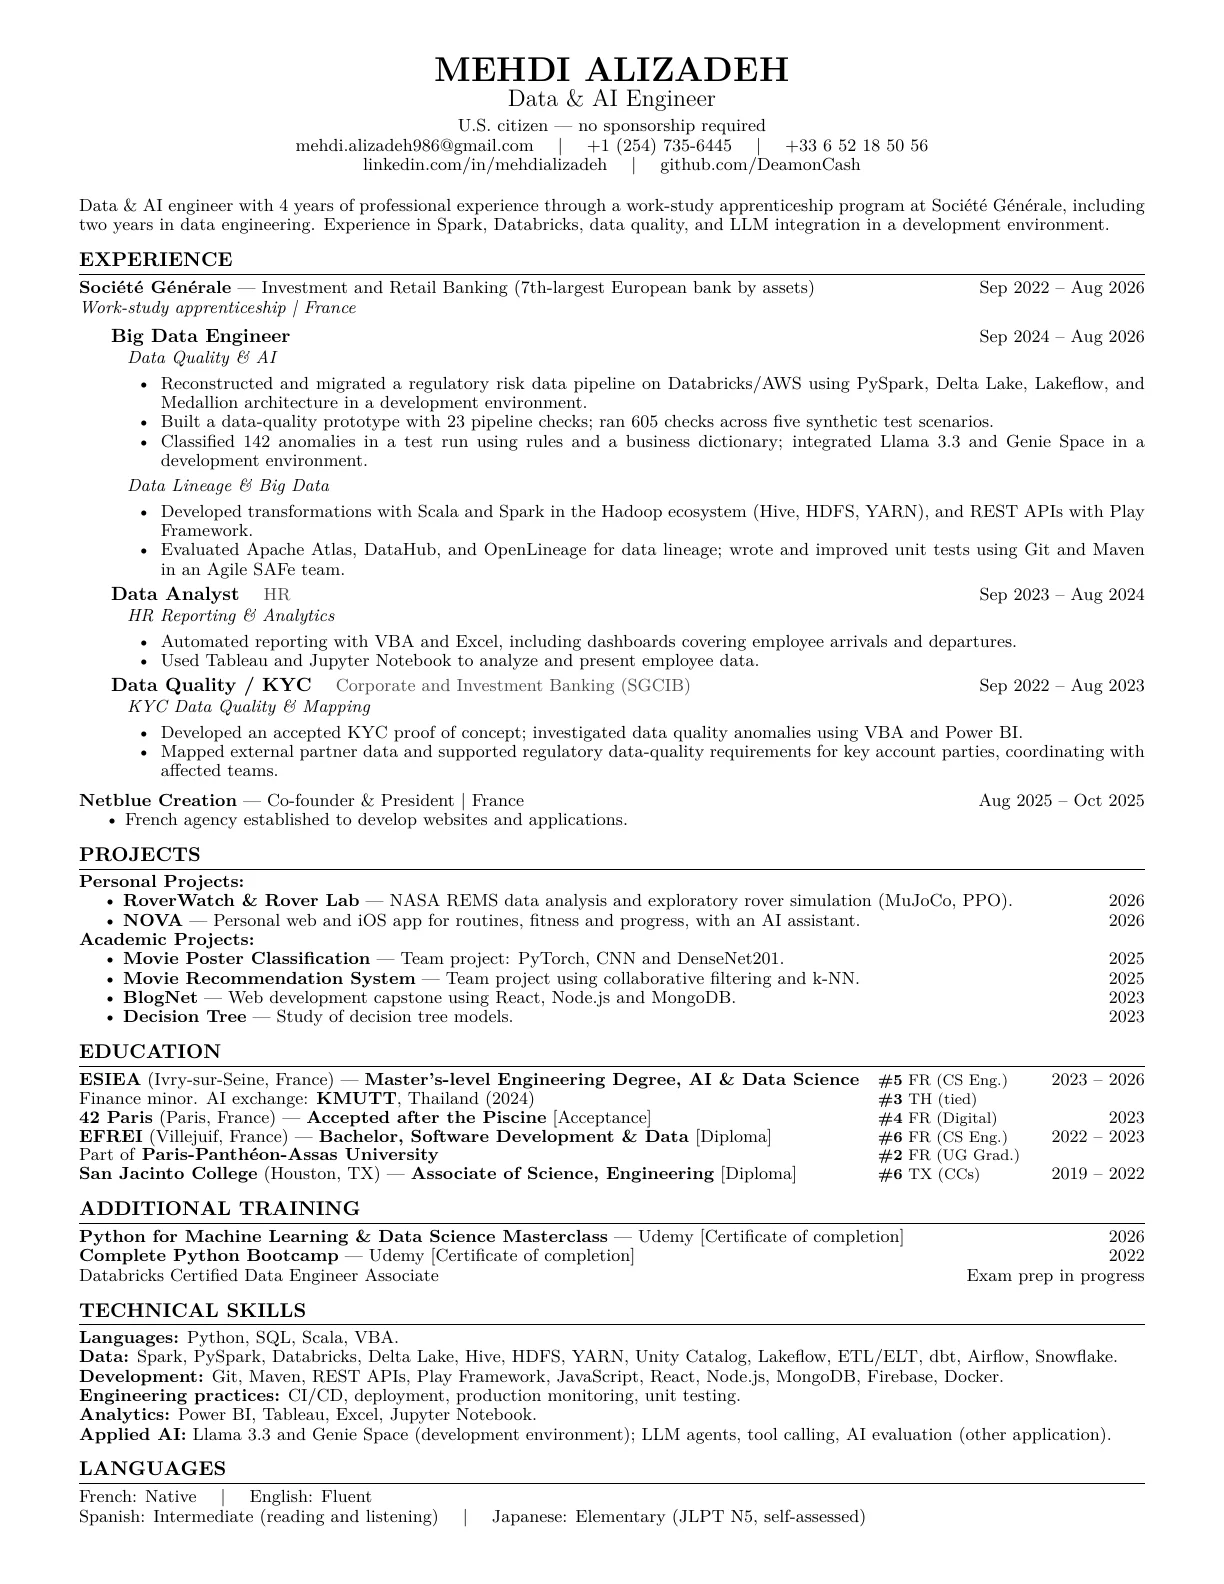 MEHDI ALIZADEH
Data & AI Engineer
U.S. citizen — no sponsorship required
mehdi.alizadeh986@gmail.com | +1 (254) 735-6445 | +33 6 52 18 50 56
linkedin.com/in/mehdializadeh | github.com/DeamonCash
Data & AI engineer with 4 years of professional experience through a work-study apprenticeship program at Société Générale, including
two years in data engineering. Experience in Spark, Databricks, data quality, and LLM integration in a development environment.
EXPERIENCE
Société Générale — Investment and Retail Banking (7th-largest European bank by assets) Sep 2022 – Aug 2026
Work-study apprenticeship | France
Big Data Engineer Sep 2024 – Aug 2026
Data Quality & AI
• Reconstructed and migrated a regulatory risk data pipeline on Databricks/AWS using PySpark, Delta Lake, Lakeflow, and
Medallion architecture in a development environment.
• Built a data-quality prototype with 23 pipeline checks; ran 605 checks across five synthetic test scenarios.
• Classified 142 anomalies in a test run using rules and a business dictionary; integrated Llama 3.3 and Genie Space in a
development environment.
Data Lineage & Big Data
• Developed transformations with Scala and Spark in the Hadoop ecosystem (Hive, HDFS, YARN), and REST APIs with Play
Framework.
• Evaluated Apache Atlas, DataHub, and OpenLineage for data lineage; wrote and improved unit tests using Git and Maven
in an Agile SAFe team.
Data Analyst HR Sep 2023 – Aug 2024
HR Reporting & Analytics
• Automated reporting with VBA and Excel, including dashboards covering employee arrivals and departures.
• Used Tableau and Jupyter Notebook to analyze and present employee data.
Data Quality / KYC Corporate and Investment Banking (SGCIB) Sep 2022 – Aug 2023
KYC Data Quality & Mapping
• Developed an accepted KYC proof of concept; investigated data quality anomalies using VBA and Power BI.
• Mapped external partner data and supported regulatory data-quality requirements for key account parties, coordinating with
affected teams.
Netblue Creation — Co-founder & President | France Aug 2025 – Oct 2025
• French agency established to develop websites and applications.
PROJECTS
Personal Projects:
• RoverWatch & Rover Lab — NASA REMS data analysis and exploratory rover simulation (MuJoCo, PPO). 2026
• NOVA — Personal web and iOS app for routines, fitness and progress, with an AI assistant. 2026
Academic Projects:
• Movie Poster Classification — Team project: PyTorch, CNN and DenseNet201. 2025
• Movie Recommendation System — Team project using collaborative filtering and k-NN. 2025
• BlogNet — Web development capstone using React, Node.js and MongoDB. 2023
• Decision Tree — Study of decision tree models. 2023
EDUCATION
ESIEA (Ivry-sur-Seine, France) — Master's-level Engineering Degree, AI & Data Science #5 FR (CS Eng.) 2023 – 2026
Finance minor. AI exchange: KMUTT, Thailand (2024) #3 TH (tied)
42 Paris (Paris, France) — Accepted after the Piscine [Acceptance] #4 FR (Digital) 2023
EFREI (Villejuif, France) — Bachelor, Software Development & Data [Diploma] #6 FR (CS Eng.) 2022 – 2023
Part of Paris-Panthéon-Assas University #2 FR (UG Grad.)
San Jacinto College (Houston, TX) — Associate of Science, Engineering [Diploma] #6 TX (CCs) 2019 – 2022
ADDITIONAL TRAINING
Python for Machine Learning & Data Science Masterclass — Udemy [Certificate of completion] 2026
Complete Python Bootcamp — Udemy [Certificate of completion] 2022
Databricks Certified Data Engineer Associate Exam prep in progress
TECHNICAL SKILLS
Languages: Python, SQL, Scala, VBA.
Data: Spark, PySpark, Databricks, Delta Lake, Hive, HDFS, YARN, Unity Catalog, Lakeflow, ETL/ELT, dbt, Airflow, Snowflake.
Development: Git, Maven, REST APIs, Play Framework, JavaScript, React, Node.js, MongoDB, Firebase, Docker.
Engineering practices: CI/CD, deployment, production monitoring, unit testing.
Analytics: Power BI, Tableau, Excel, Jupyter Notebook.
Applied AI: Llama 3.3 and Genie Space (development environment); LLM agents, tool calling, AI evaluation (other application).
LANGUAGES
French: Native | English: Fluent
Spanish: Intermediate (reading and listening) | Japanese: Elementary (JLPT N5, self-assessed)